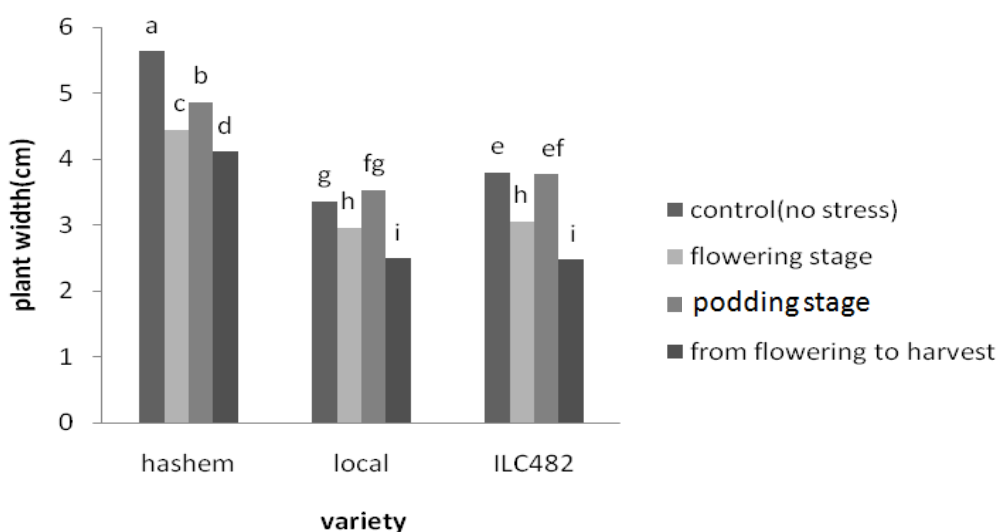 plant width(cm)
6
5
4
3
2
1
0
a
c
b
d
g
h
fg
i
e
h
ef
i
hashem
local
ILC482
variety
control(no stress)
flowering stage
podding stage
from flowering to harvest